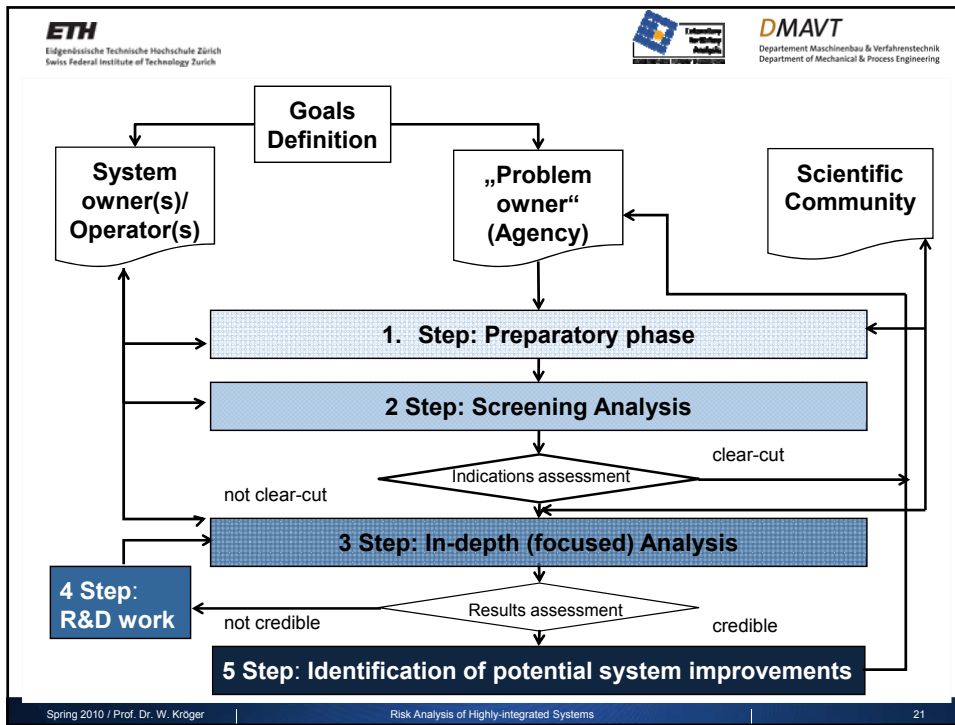 ETH
Eidgenössische Technische Hochschule Zürich
Swiss Federal Institute of Technology Zurich
Laboratory
for Safety
Analysis
DMAVT
Departement Maschinenbau & Verfahrenstechnik
Department of Mechanical & Process Engineering
Goals
Definition
System
owner(s)/
Operator(s)
„Problem
owner“
(Agency)
Scientific
Community
1. Step: Preparatory phase
2 Step: Screening Analysis
Indications assessment
clear-cut
not clear-cut
3 Step: In-depth (focused) Analysis
4 Step:
R&D work
Results assessment
not credible
credible
5 Step: Identification of potential system improvements
Spring 2010 / Prof. Dr. W. Kröger
Risk Analysis of Highly-integrated Systems
21